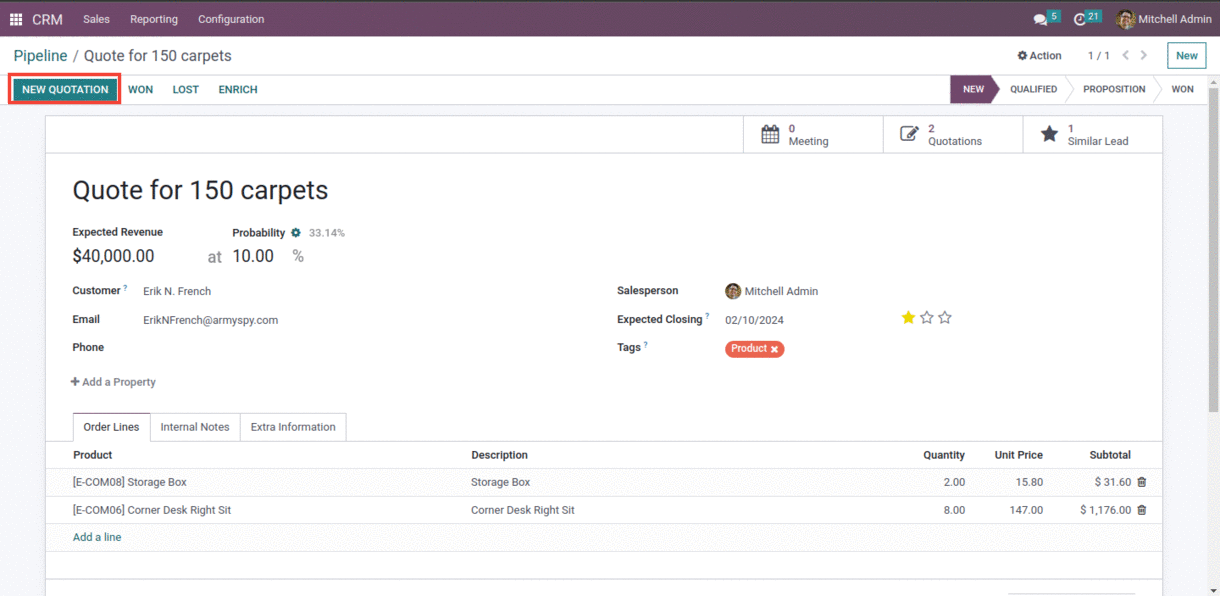 CRM Sales Reporting Configuration 5 21 Mitchell Admin
Pipeline / Quote for 150 carpets Action 1 / 1 New
NEW QUOTATION WON LOST ENRICH NEW QUALIFIED PROPOSITION WON
0 Meeting 2 Quotations 1 Similar Lead
Quote for 150 carpets
Expected Revenue Probability 33.14%
$40,000.00 at 10.00 %
Customer ? Erik N. French Salesperson Mitchell Admin
Email ErikNFrench@armyspy.com Expected Closing ? 02/10/2024
Phone Tags ? Product ×
+ Add a Property
Order Lines Internal Notes Extra Information
Product Description Quantity Unit Price Subtotal
[E-COM08] Storage Box Storage Box 2.00 15.80 $ 31.60
[E-COM06] Corner Desk Right Sit Corner Desk Right Sit 8.00 147.00 $ 1,176.00
Add a line